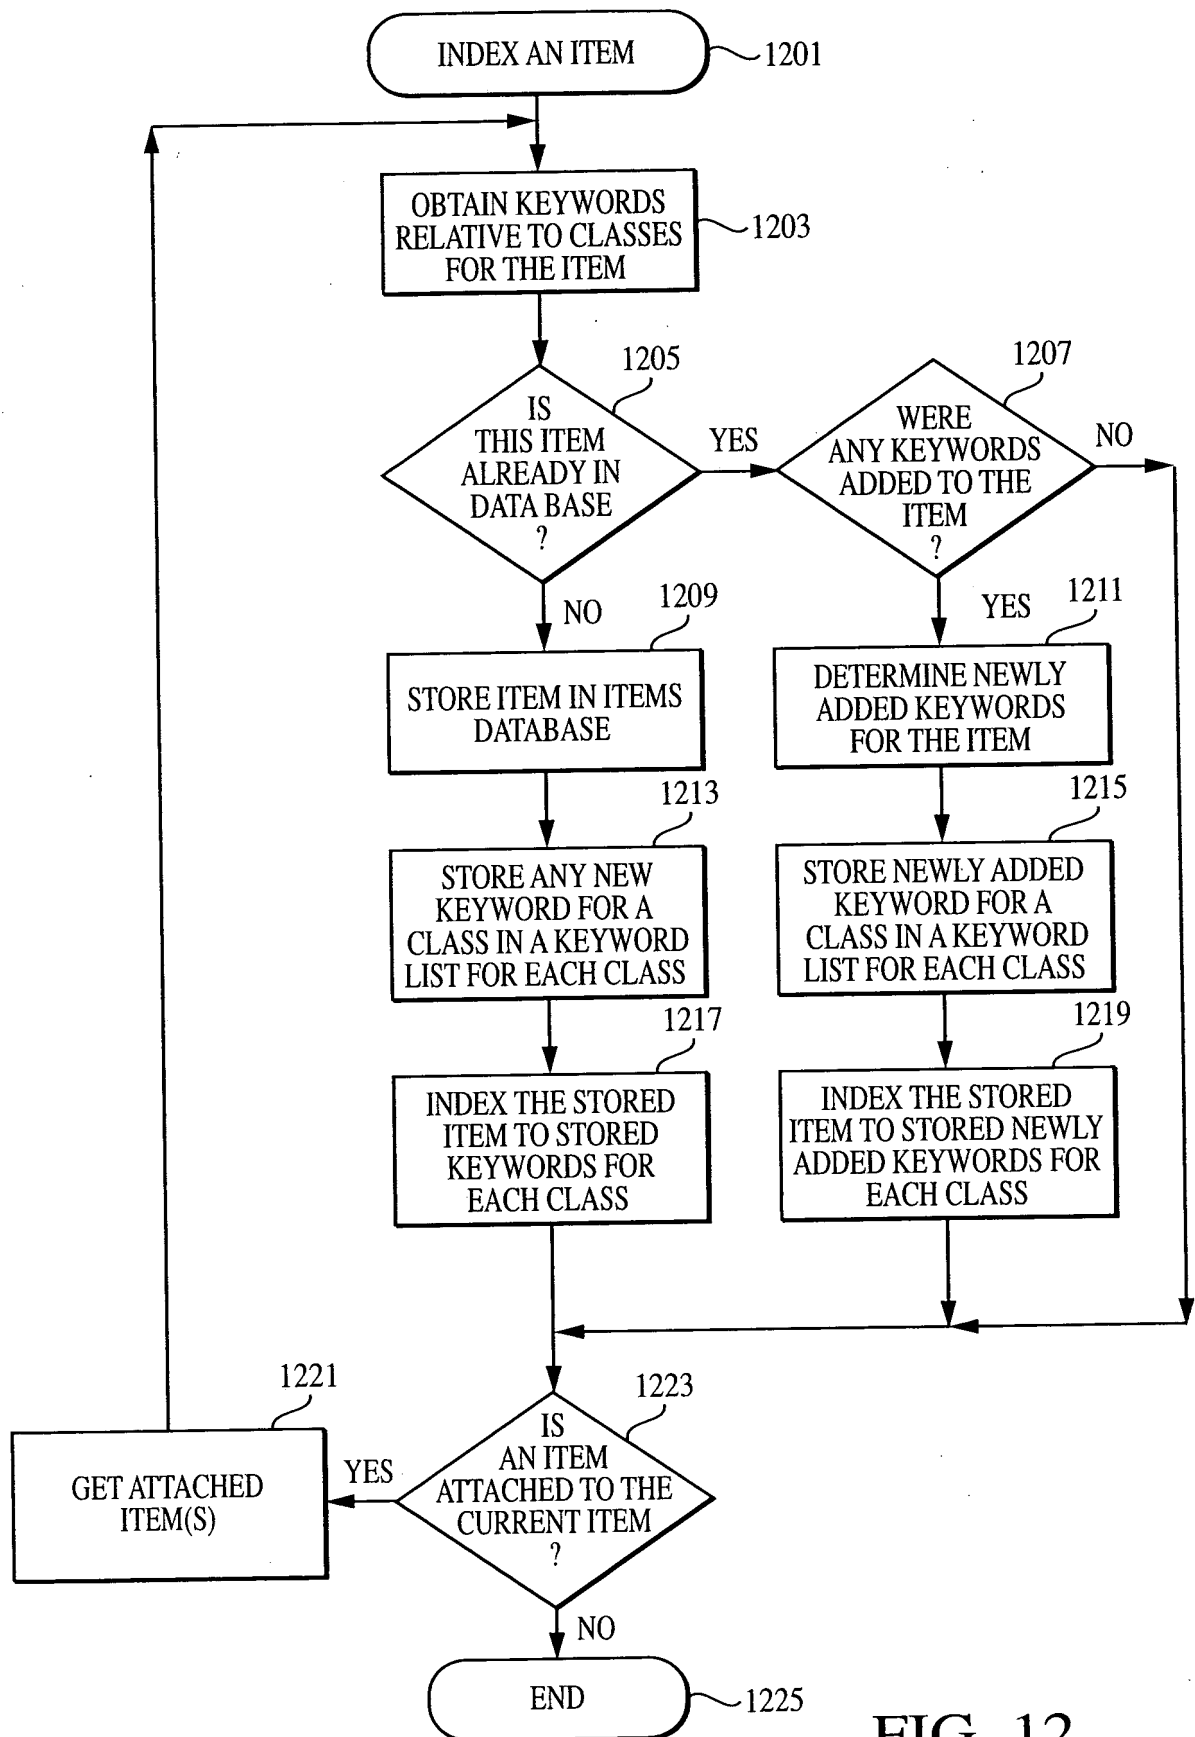 INDEX AN ITEM
1201
OBTAIN KEYWORDS
RELATIVE TO CLASSES
FOR THE ITEM
1203
1205
IS
THIS ITEM
ALREADY IN
DATA BASE
?
YES
NO
1207
WERE
ANY KEYWORDS
ADDED TO THE
ITEM
?
NO
YES
1209
STORE ITEM IN ITEMS
DATABASE
1211
DETERMINE NEWLY
ADDED KEYWORDS
FOR THE ITEM
1213
STORE ANY NEW
KEYWORD FOR A
CLASS IN A KEYWORD
LIST FOR EACH CLASS
1215
STORE NEWLY ADDED
KEYWORD FOR A
CLASS IN A KEYWORD
LIST FOR EACH CLASS
1217
INDEX THE STORED
ITEM TO STORED
KEYWORDS FOR
EACH CLASS
1219
INDEX THE STORED
ITEM TO STORED NEWLY
ADDED KEYWORDS FOR
EACH CLASS
1221
GET ATTACHED
ITEM(S)
YES
1223
IS
AN ITEM
ATTACHED TO THE
CURRENT ITEM
?
NO
END
1225
FIG. 12